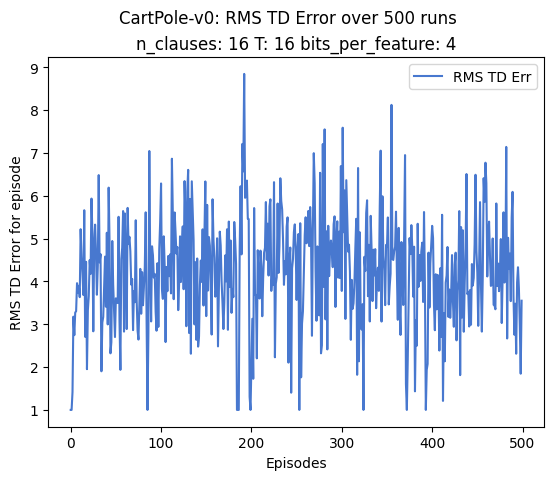 CartPole-v0: RMS TD Error over 500 runs
n_clauses: 16 T: 16 bits_per_feature: 4
RMS TD Err
9
8
7
6
5
4
3
2
1
RMS TD Error for episode
0 100 200 300 400 500
Episodes